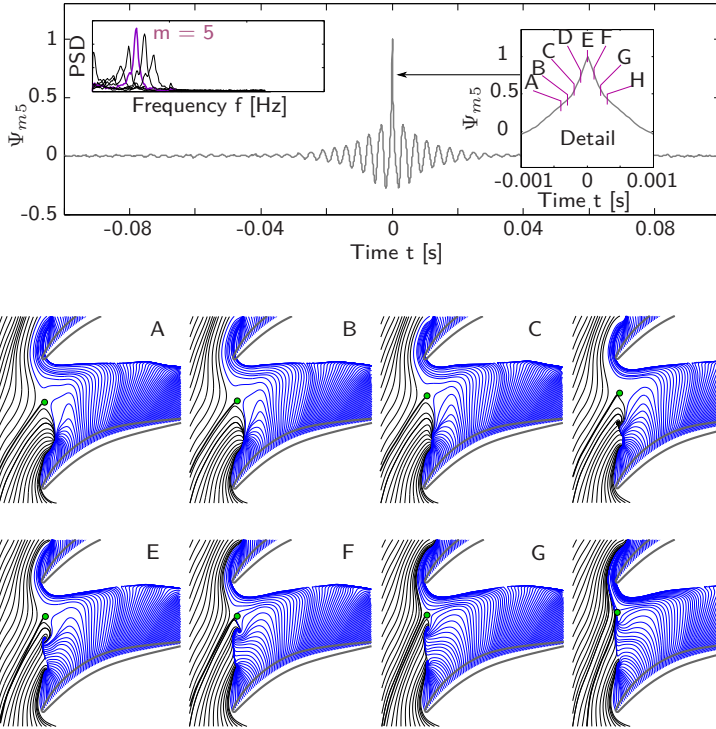 1
0.5
0
-0.5
Ψm5
-0.08
-0.04
0
0.04
0.08
Time t [s]
PSD
m = 5
Frequency f [Hz]
D E F
C
B
A
G
H
1
0.5
0
Ψm5
Detail
-0.001
0
0.001
Time t [s]
A
B
C
E
F
G